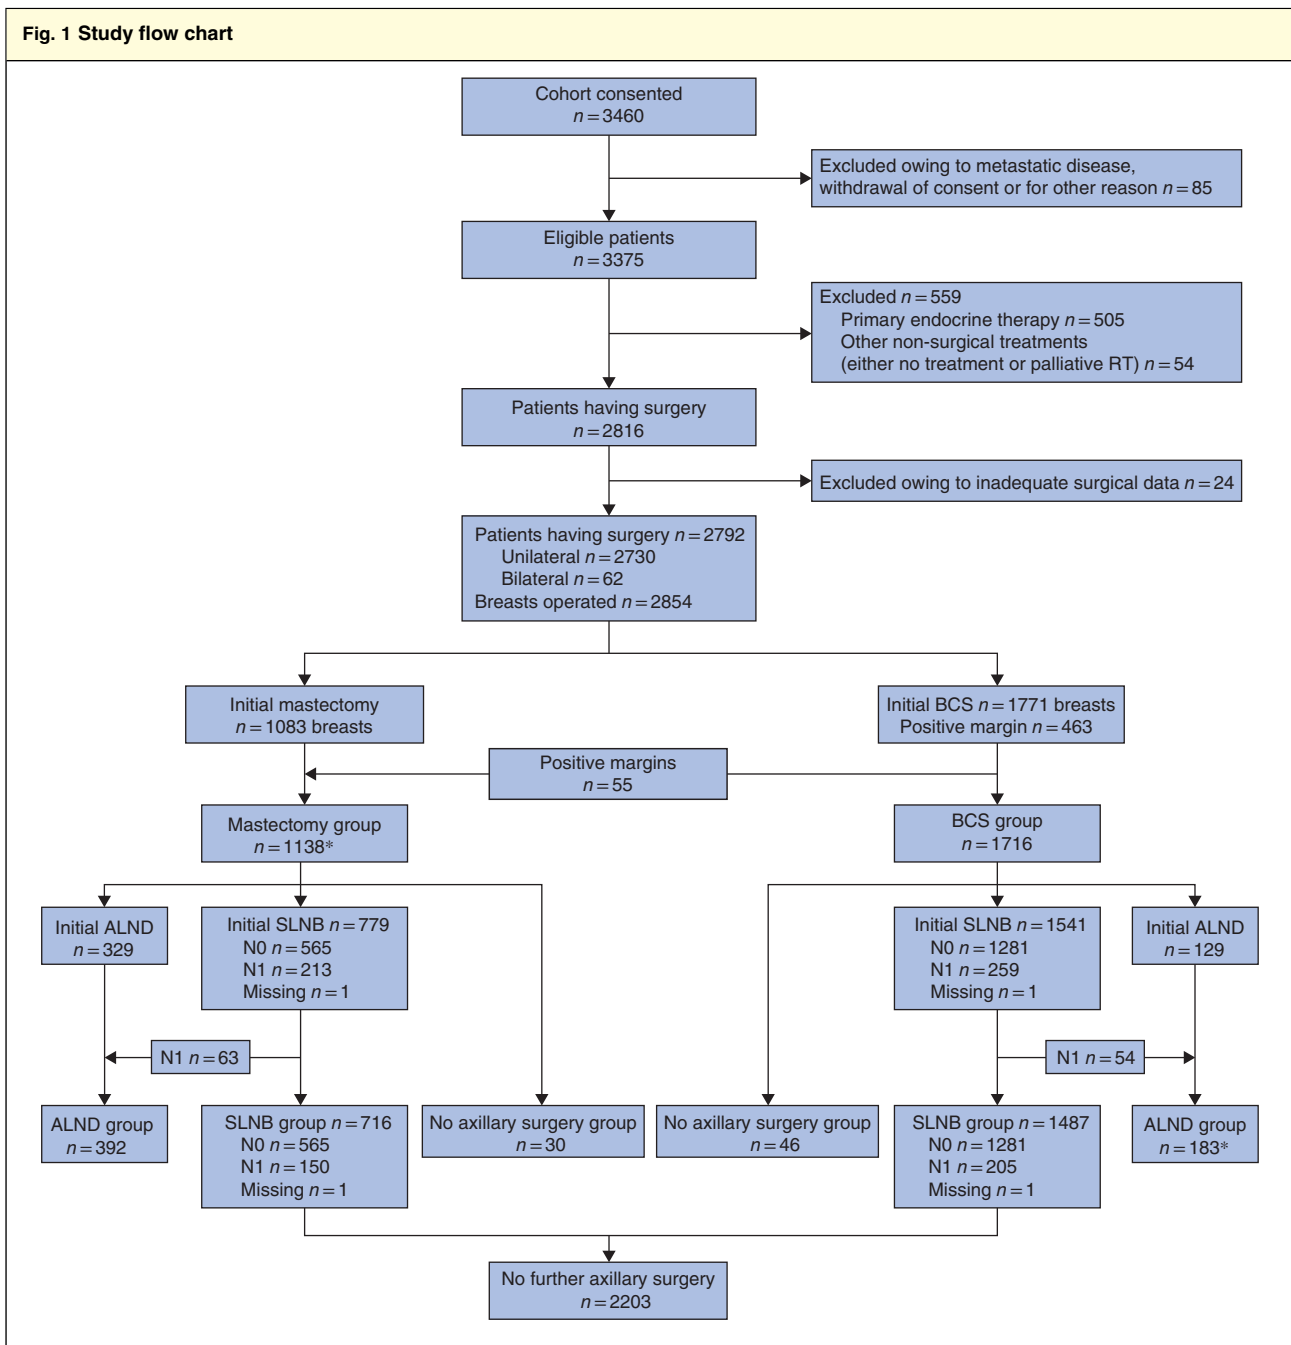 Fig. 1 Study flow chart
Cohort consented
n = 3460
Excluded owing to metastatic disease,
withdrawal of consent or for other reason n = 85
Eligible patients
n = 3375
Excluded n = 559
Primary endocrine therapy n = 505
Other non-surgical treatments
(either no treatment or palliative RT) n = 54
Patients having surgery
n = 2816
Excluded owing to inadequate surgical data n = 24
Patients having surgery n = 2792
Unilateral n = 2730
Bilateral n = 62
Breasts operated n = 2854
Initial mastectomy
n = 1083 breasts
Initial BCS n = 1771 breasts
Positive margin n = 463
Positive margins
n = 55
Mastectomy group
n = 1138*
BCS group
n = 1716
Initial ALND
n = 329
Initial SLNB n = 779
N0 n = 565
N1 n = 213
Missing n = 1
Initial SLNB n = 1541
N0 n = 1281
N1 n = 259
Missing n = 1
Initial ALND
n = 129
N1 n = 63
N1 n = 54
ALND group
n = 392
SLNB group n = 716
N0 n = 565
N1 n = 150
Missing n = 1
No axillary surgery group
n = 30
No axillary surgery group
n = 46
SLNB group n = 1487
N0 n = 1281
N1 n = 205
Missing n = 1
ALND group
n = 183*
No further axillary surgery
n = 2203